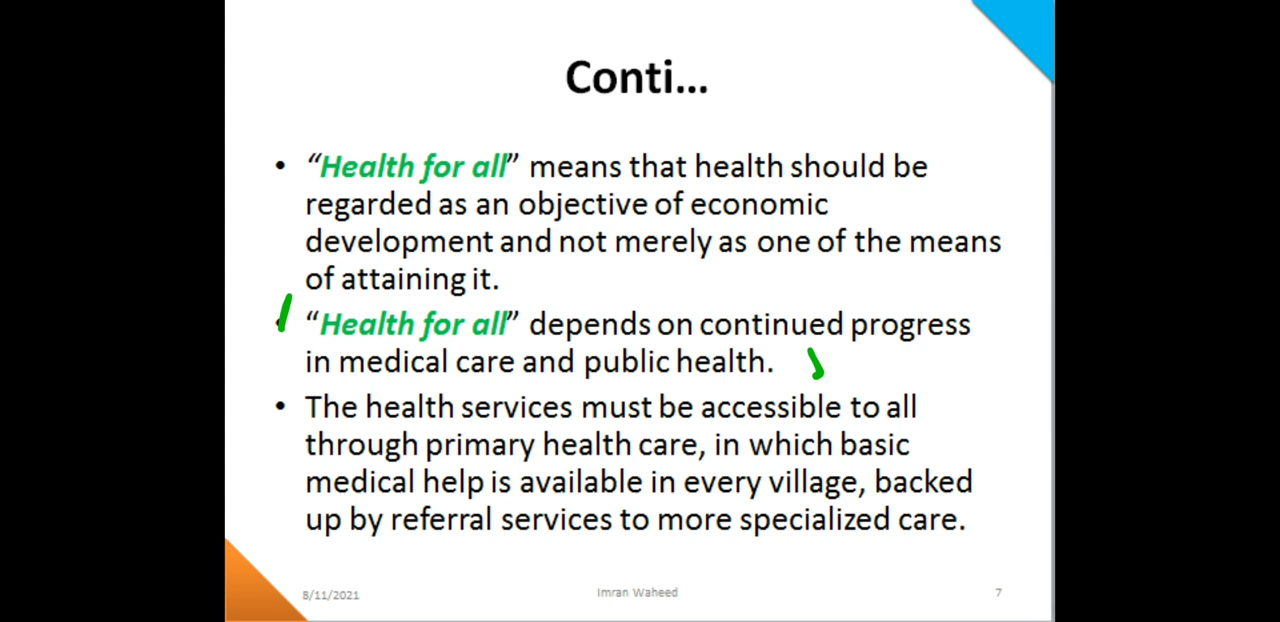 Conti...
• “Health for all” means that health should be
regarded as an objective of economic
development and not merely as one of the means
of attaining it.
• “Health for all” depends on continued progress
in medical care and public health.
• The health services must be accessible to all
through primary health care, in which basic
medical help is available in every village, backed
up by referral services to more specialized care.
8/11/2021
Imran Waheed
7